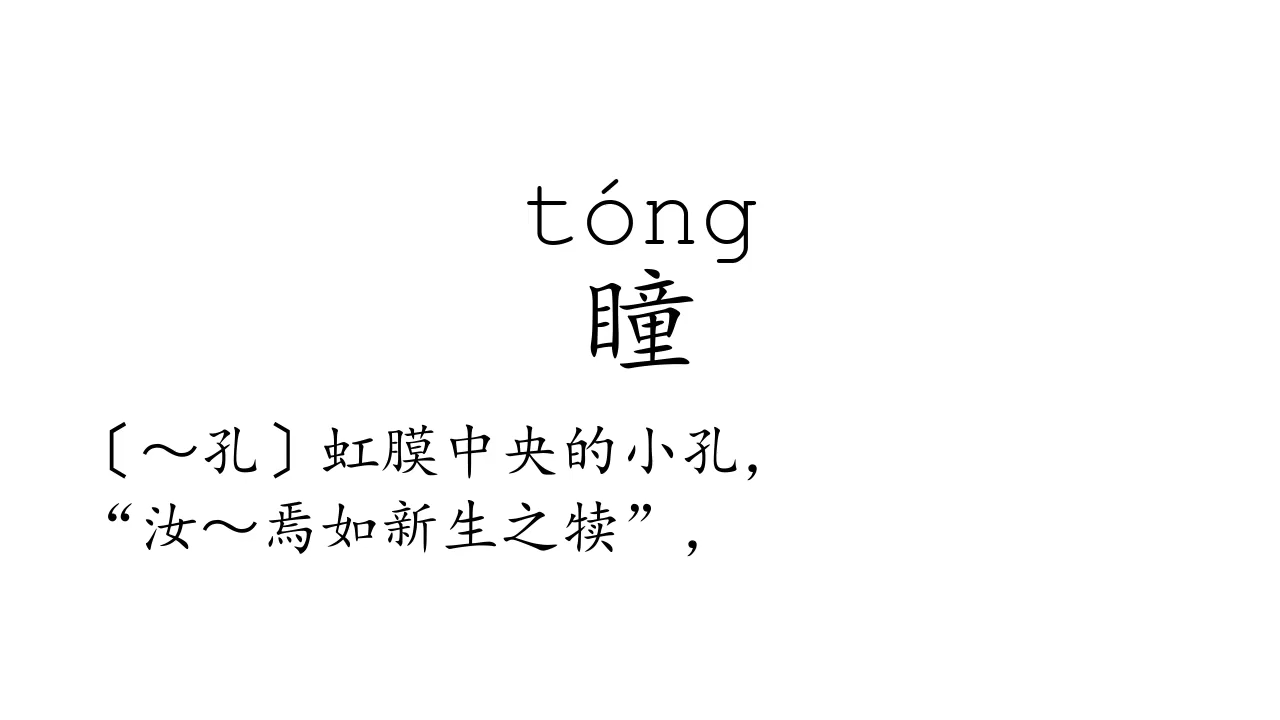 tóng
瞳
〔～孔〕虹膜中央的小孔，
“汝～焉如新生之犊”，